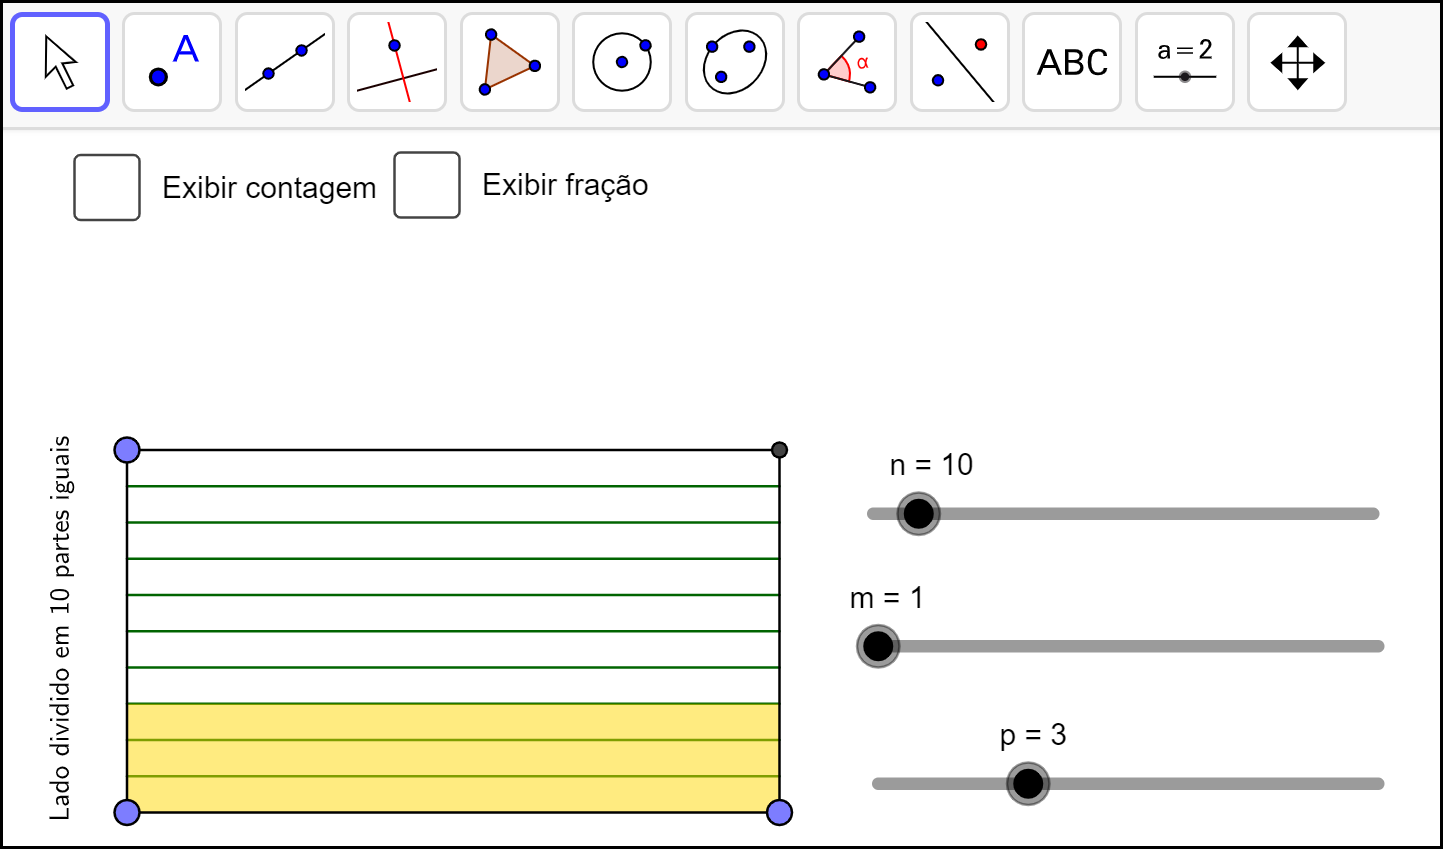 A
α
ABC
a=2
Exibir contagem
Exibir fração
Lado dividido em 10 partes iguais
n = 10
m = 1
p = 3